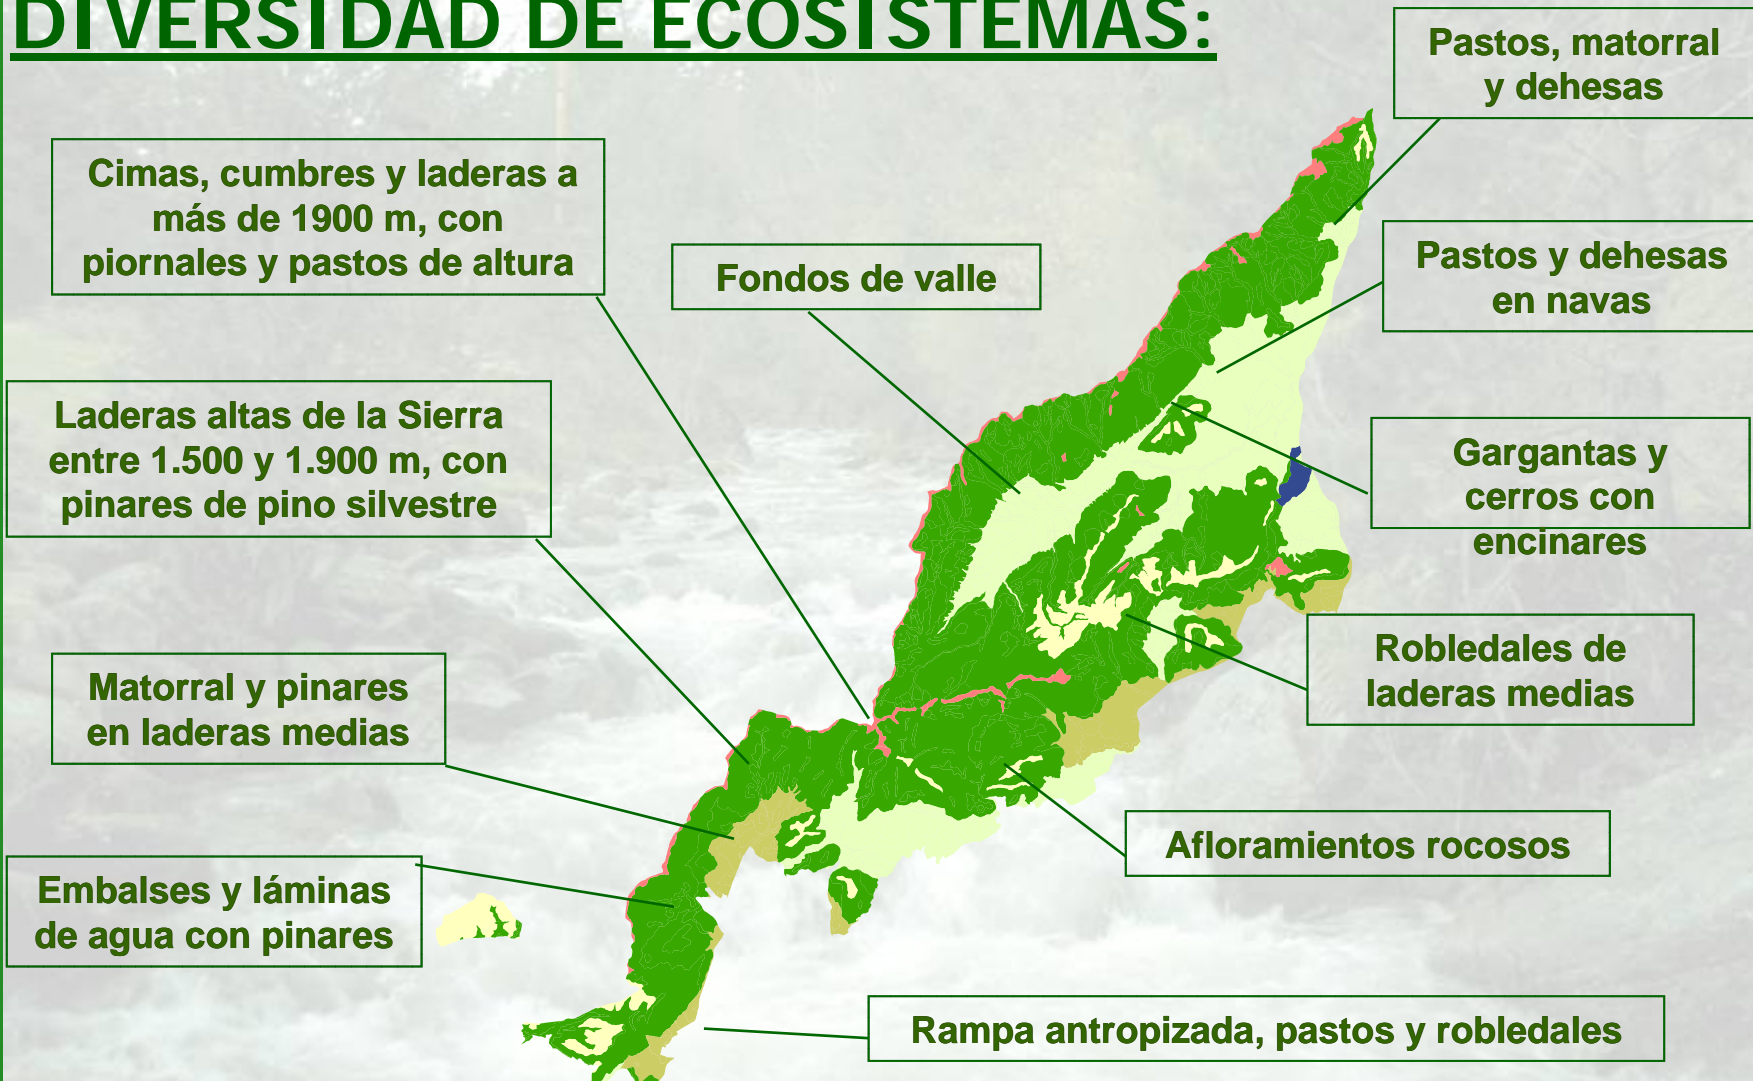 DIVERSIDAD DE ECOSISTEMAS:
Pastos, matorral
y dehesas
Cimas, cumbres y laderas a
más de 1900 m, con
piornales y pastos de altura
Fondos de valle
Pastos y dehesas
en navas
Laderas altas de la Sierra
entre 1.500 y 1.900 m, con
pinares de pino silvestre
Gargantas y
cerros con
encinares
Matorral y pinares
en laderas medias
Robledales de
laderas medias
Afloramientos rocosos
Embalses y láminas
de agua con pinares
Rampa antropizada, pastos y robledales